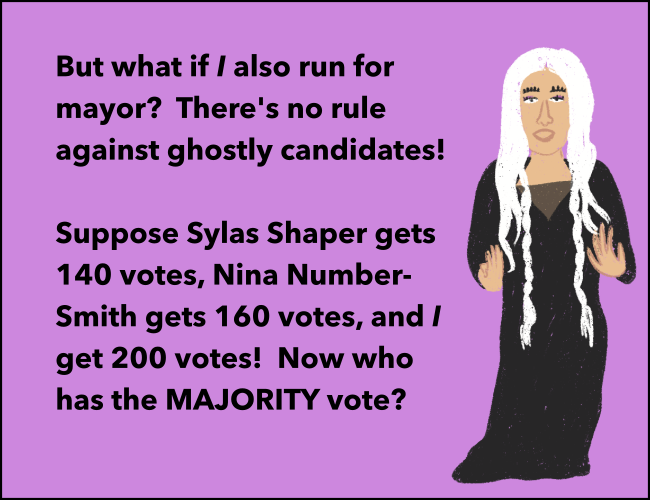 But what if I also run for
mayor?  There's no rule
against ghostly candidates!
Suppose Sylas Shaper gets
140 votes, Nina Number-
Smith gets 160 votes, and I
get 200 votes!  Now who
has the MAJORITY vote?